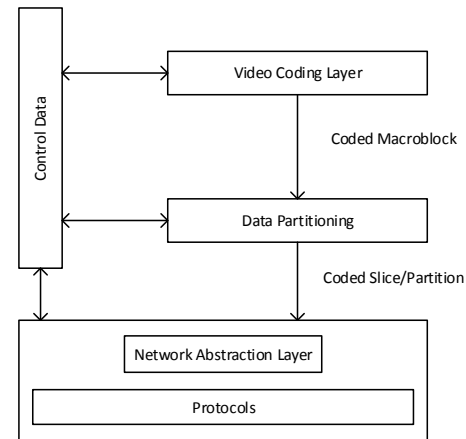 Control Data
Video Coding Layer
Coded Macroblock
Data Partitioning
Coded Slice/Partition
Network Abstraction Layer
Protocols